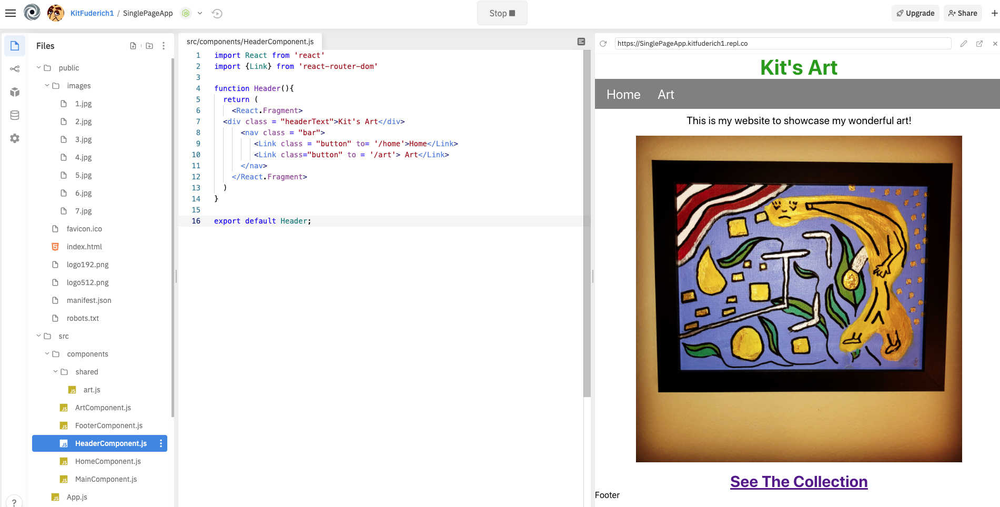 KitFuderich1 / SinglePageApp
Stop
Upgrade
Share
Files
public
images
1.jpg
2.jpg
3.jpg
4.jpg
5.jpg
6.jpg
7.jpg
favicon.ico
index.html
logo192.png
logo512.png
manifest.json
robots.txt
src
components
shared
art.js
ArtComponent.js
FooterComponent.js
HeaderComponent.js
HomeComponent.js
MainComponent.js
App.js
?
src/components/HeaderComponent.js
1 import React from 'react'
2 import {Link} from 'react-router-dom'
3
4 function Header(){
5 return (
6 <React.Fragment>
7 <div class = "headerText">Kit's Art</div>
8 <nav class = "bar">
9 <Link class = "button" to= '/home'>Home</Link>
10 <Link class="button" to = '/art'> Art</Link>
11 </nav>
12 </React.Fragment>
13 )
14 }
15
16 export default Header;
https://SinglePageApp.kitfuderich1.repl.co
Kit's Art
Home Art
This is my website to showcase my wonderful art!
See The Collection
Footer